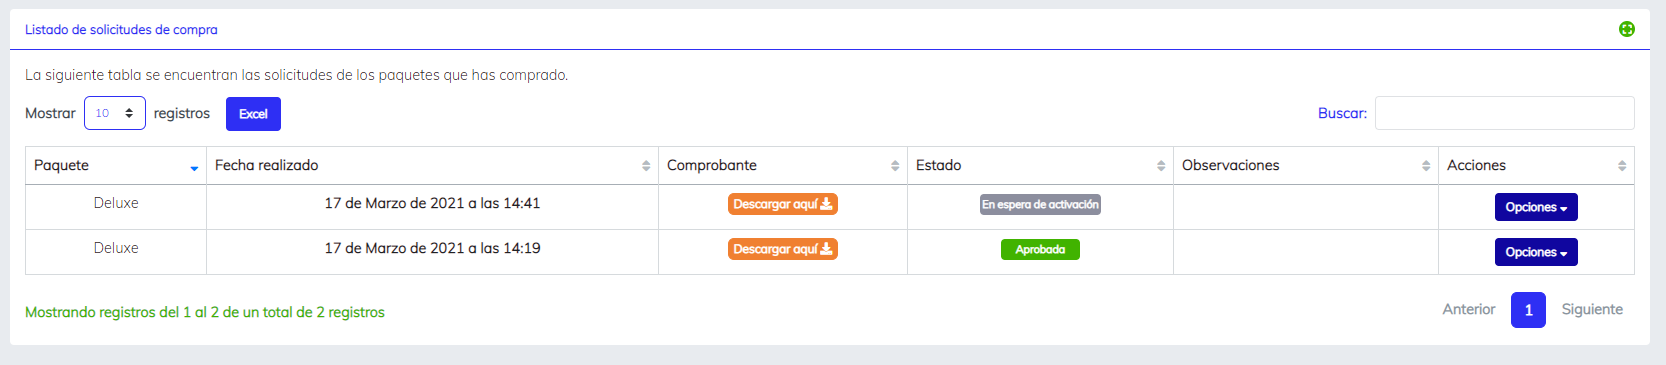 Listado de solicitudes de compra
La siguiente tabla se encuentran las solicitudes de los paquetes que has comprado.
Mostrar 10 registros Excel Buscar:
Paquete Fecha realizado Comprobante Estado Observaciones Acciones
Deluxe 17 de Marzo de 2021 a las 14:41 Descargar aquí En espera de activación Opciones
Deluxe 17 de Marzo de 2021 a las 14:19 Descargar aquí Aprobada Opciones
Mostrando registros del 1 al 2 de un total de 2 registros Anterior 1 Siguiente